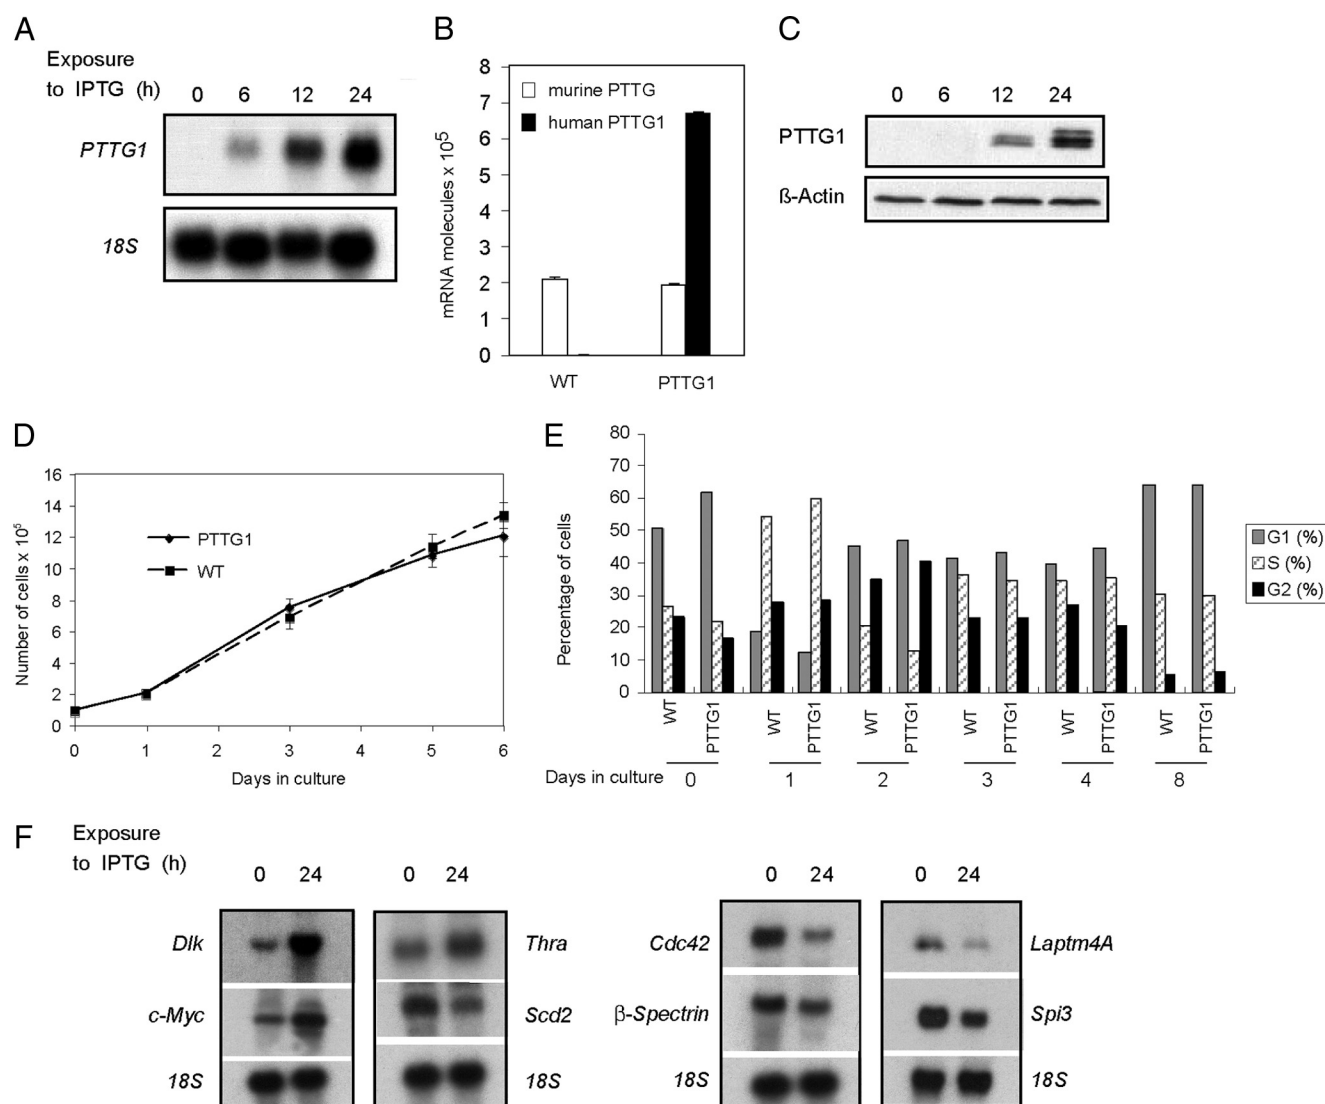 A
Exposure
to IPTG (h)
0 6 12 24
PTTG1
18S
B
8
7
6
5
4
3
2
1
0
mRNA molecules x 10⁵
murine PTTG
human PTTG1
WT PTTG1
C
0 6 12 24
PTTG1
ß-Actin
D
16
14
12
10
8
6
4
2
0
Number of cells x 10⁵
PTTG1
WT
0 1 2 3 4 5 6
Days in culture
E
80
70
60
50
40
30
20
10
0
Percentage of cells
G1 (%)
S (%)
G2 (%)
WT PTTG1 WT PTTG1 WT PTTG1 WT PTTG1 WT PTTG1 WT PTTG1
Days in culture 0 1 2 3 4 8
F
Exposure
to IPTG (h)
0 24 0 24 0 24 0 24
Dlk Thra Cdc42 Laptm4A
c-Myc Scd2 β-Spectrin Spi3
18S 18S 18S 18S